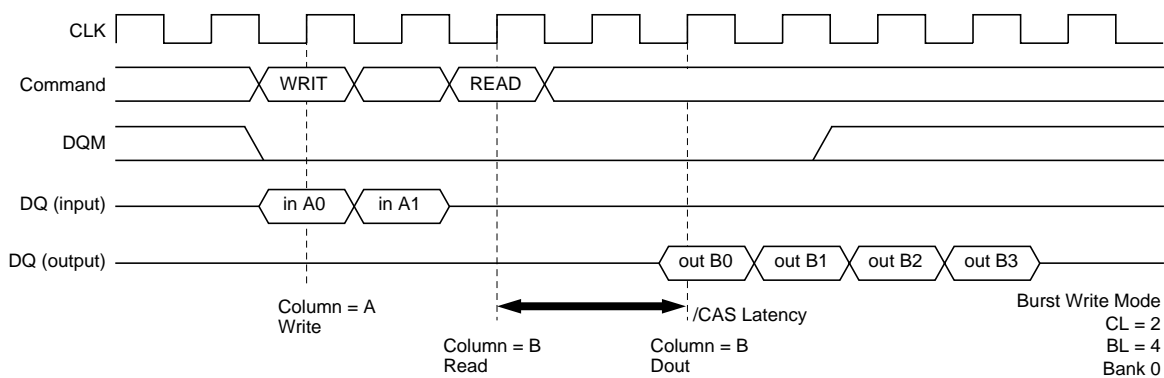 CLK
Command
WRIT
READ
DQM
DQ (input)
in A0
in A1
DQ (output)
out B0
out B1
out B2
out B3
Column = A
Write
/CAS Latency
Column = B
Read
Column = B
Dout
Burst Write Mode
CL = 2
BL = 4
Bank 0